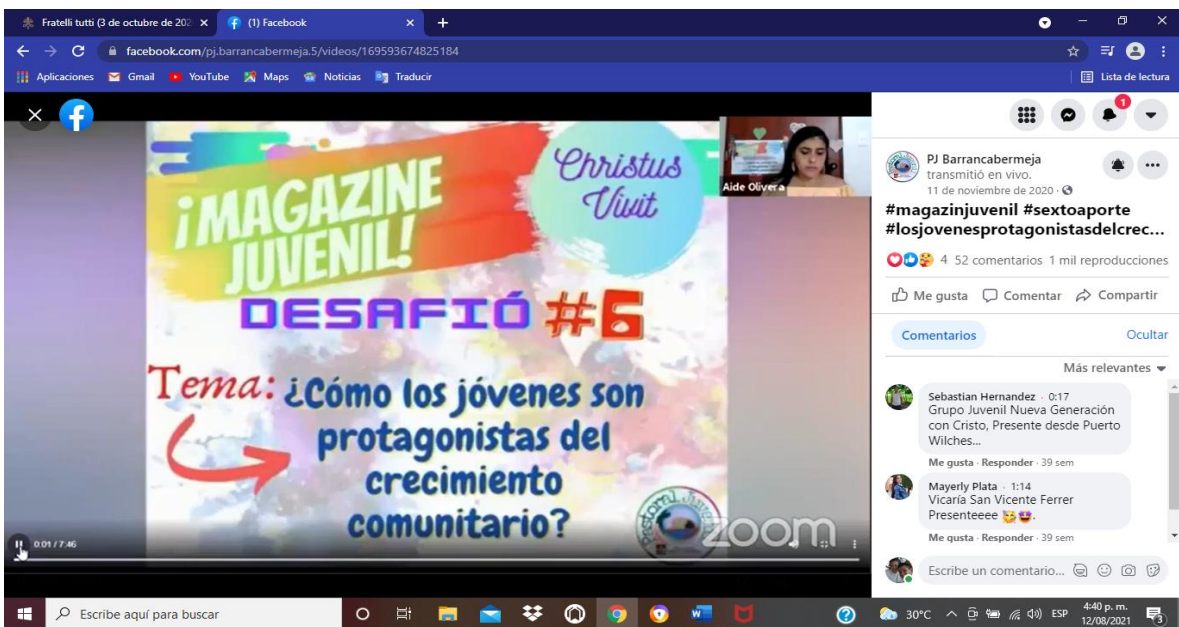 Fratelli tutti (3 de octubre de 202
(1) Facebook
facebook.com/pj.barrancabermeja.5/videos/169593674825184
Aplicaciones Gmail YouTube Maps Noticias Traducir Lista de lectura
¡MAGAZINE
JUVENIL!
Christus
Vivit
Aide Olivera
DESAFIÓ #6
Tema: ¿Cómo los jóvenes son
protagonistas del
crecimiento
comunitario?
zoom
0:01 / 7:46
1
PJ Barrancabermeja
transmitió en vivo.
11 de noviembre de 2020 ·
#magazinjuvenil #sextoaporte
#losjovenesprotagonistasdelcrec...
4 52 comentarios 1 mil reproducciones
Me gusta Comentar Compartir
Comentarios Ocultar
Más relevantes
Sebastian Hernandez · 0:17
Grupo Juvenil Nueva Generación
con Cristo, Presente desde Puerto
Wilches...
Me gusta · Responder · 39 sem
Mayerly Plata · 1:14
Vicaría San Vicente Ferrer
Presenteeee 🥳🤩.
Me gusta · Responder · 39 sem
Escribe un comentario...
Escribe aquí para buscar
30°C ESP 4:40 p. m.
12/08/2021
3